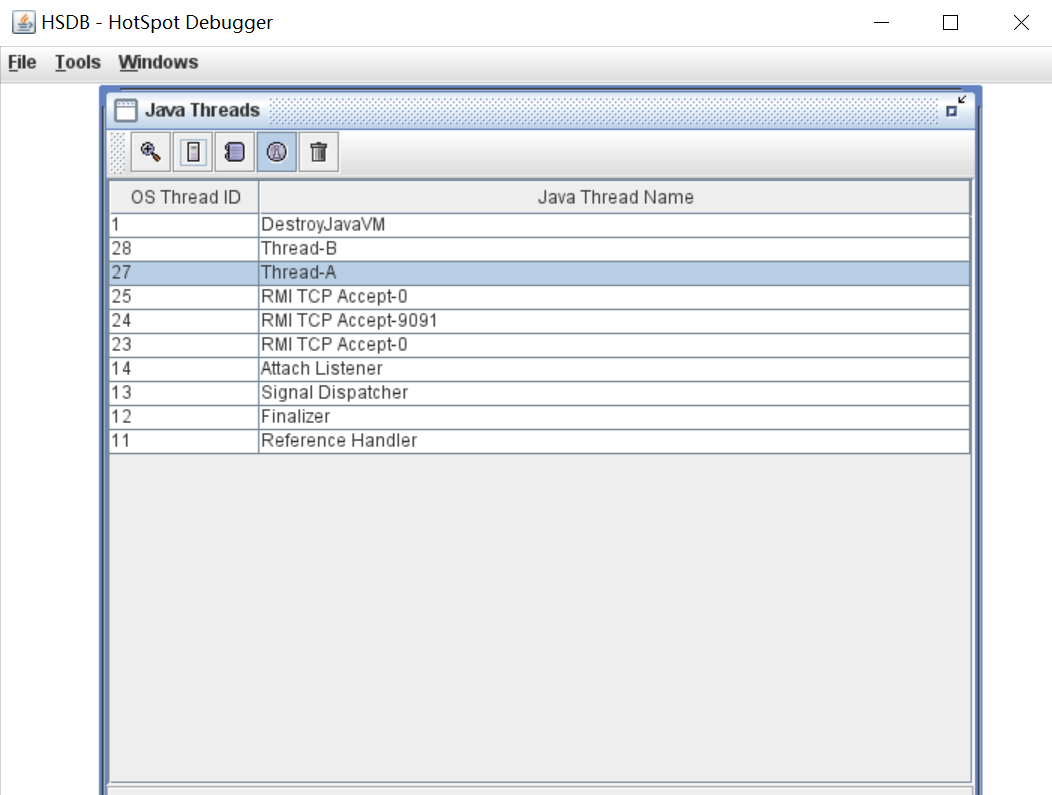 HSDB - HotSpot Debugger
File Tools Windows
Java Threads
OS Thread ID Java Thread Name
1 DestroyJavaVM
28 Thread-B
27 Thread-A
25 RMI TCP Accept-0
24 RMI TCP Accept-9091
23 RMI TCP Accept-0
14 Attach Listener
13 Signal Dispatcher
12 Finalizer
11 Reference Handler